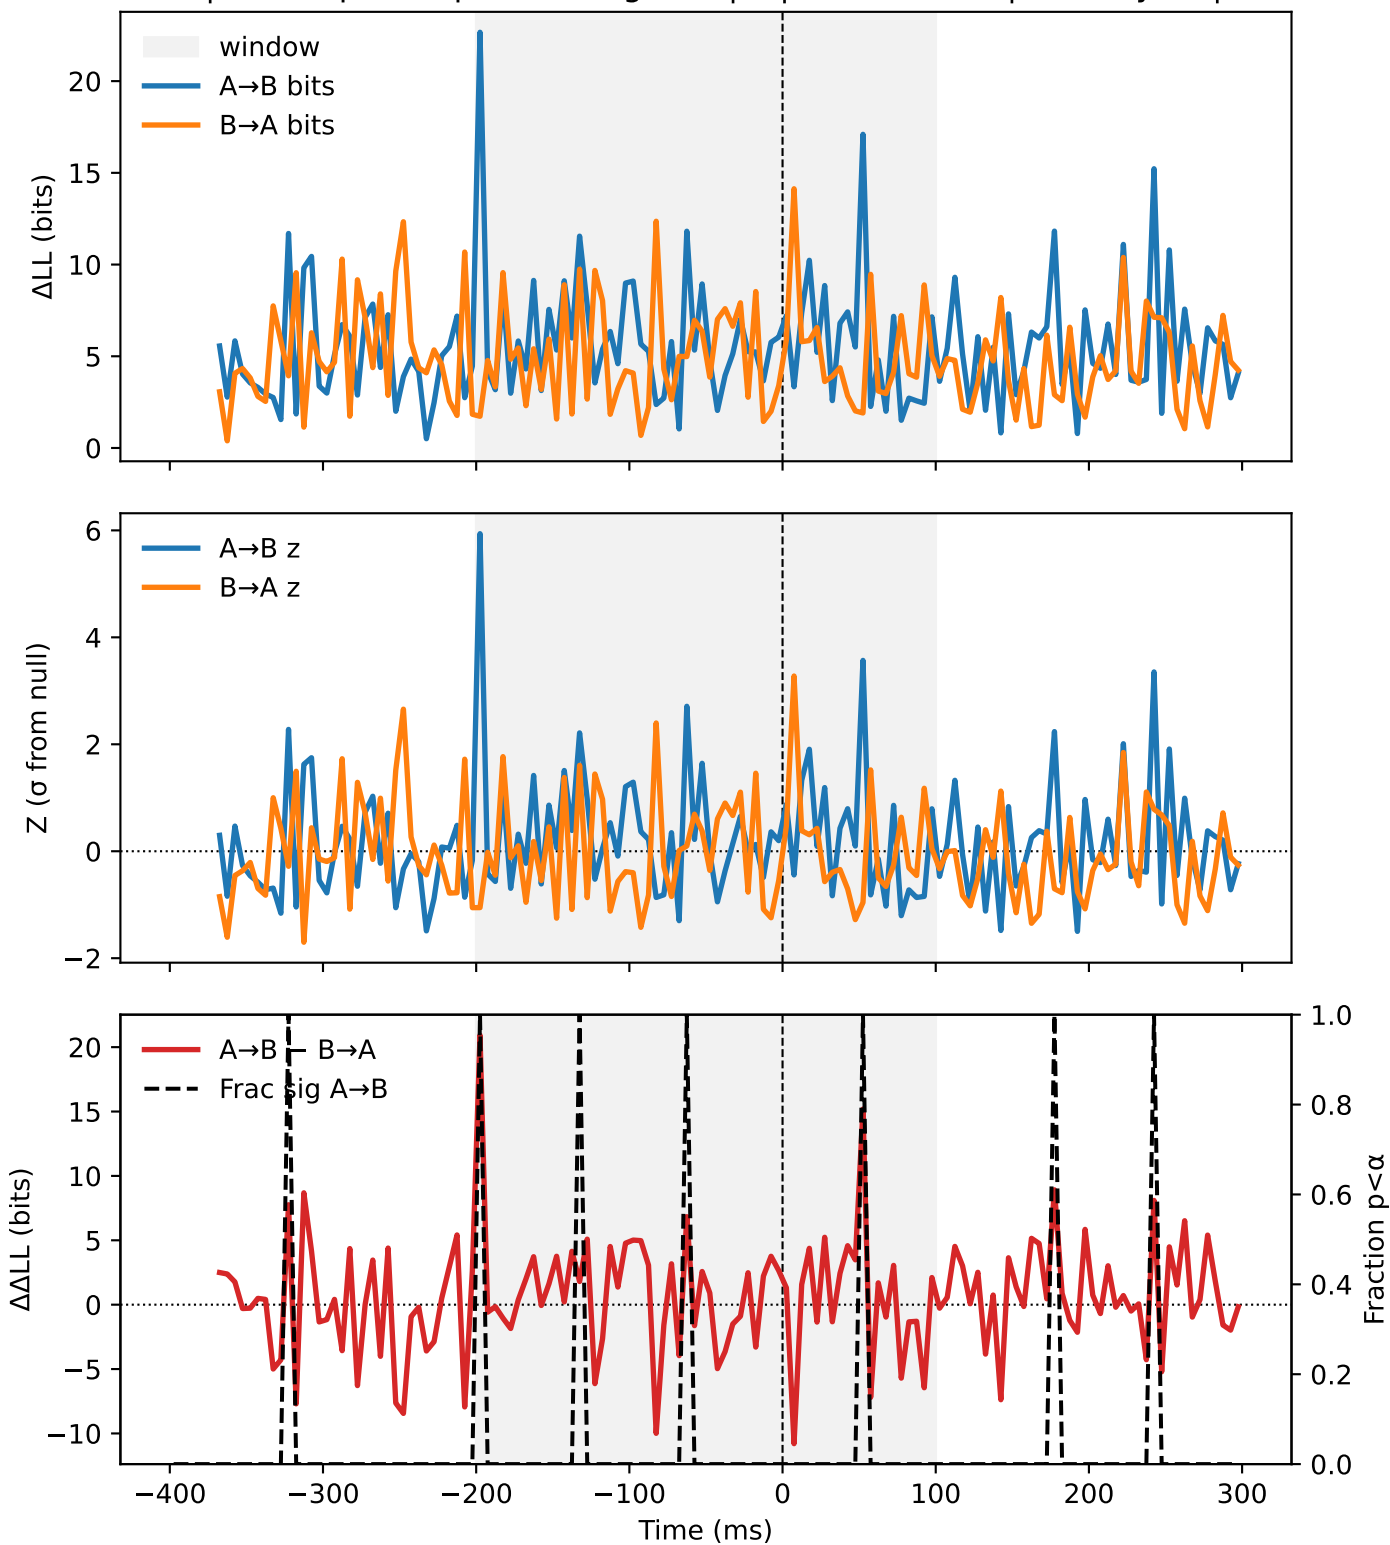 window
A→B bits
B→A bits
20
15
10
5
0
ΔLL (bits)
A→B z
B→A z
6
4
2
0
−2
Z (σ from null)
A→B − B→A
Frac sig A→B
20
15
10
5
0
−5
−10
ΔΔLL (bits)
1.0
0.8
0.6
0.4
0.2
0.0
Fraction p<α
−400 −300 −200 −100 0 100 200 300
Time (ms)